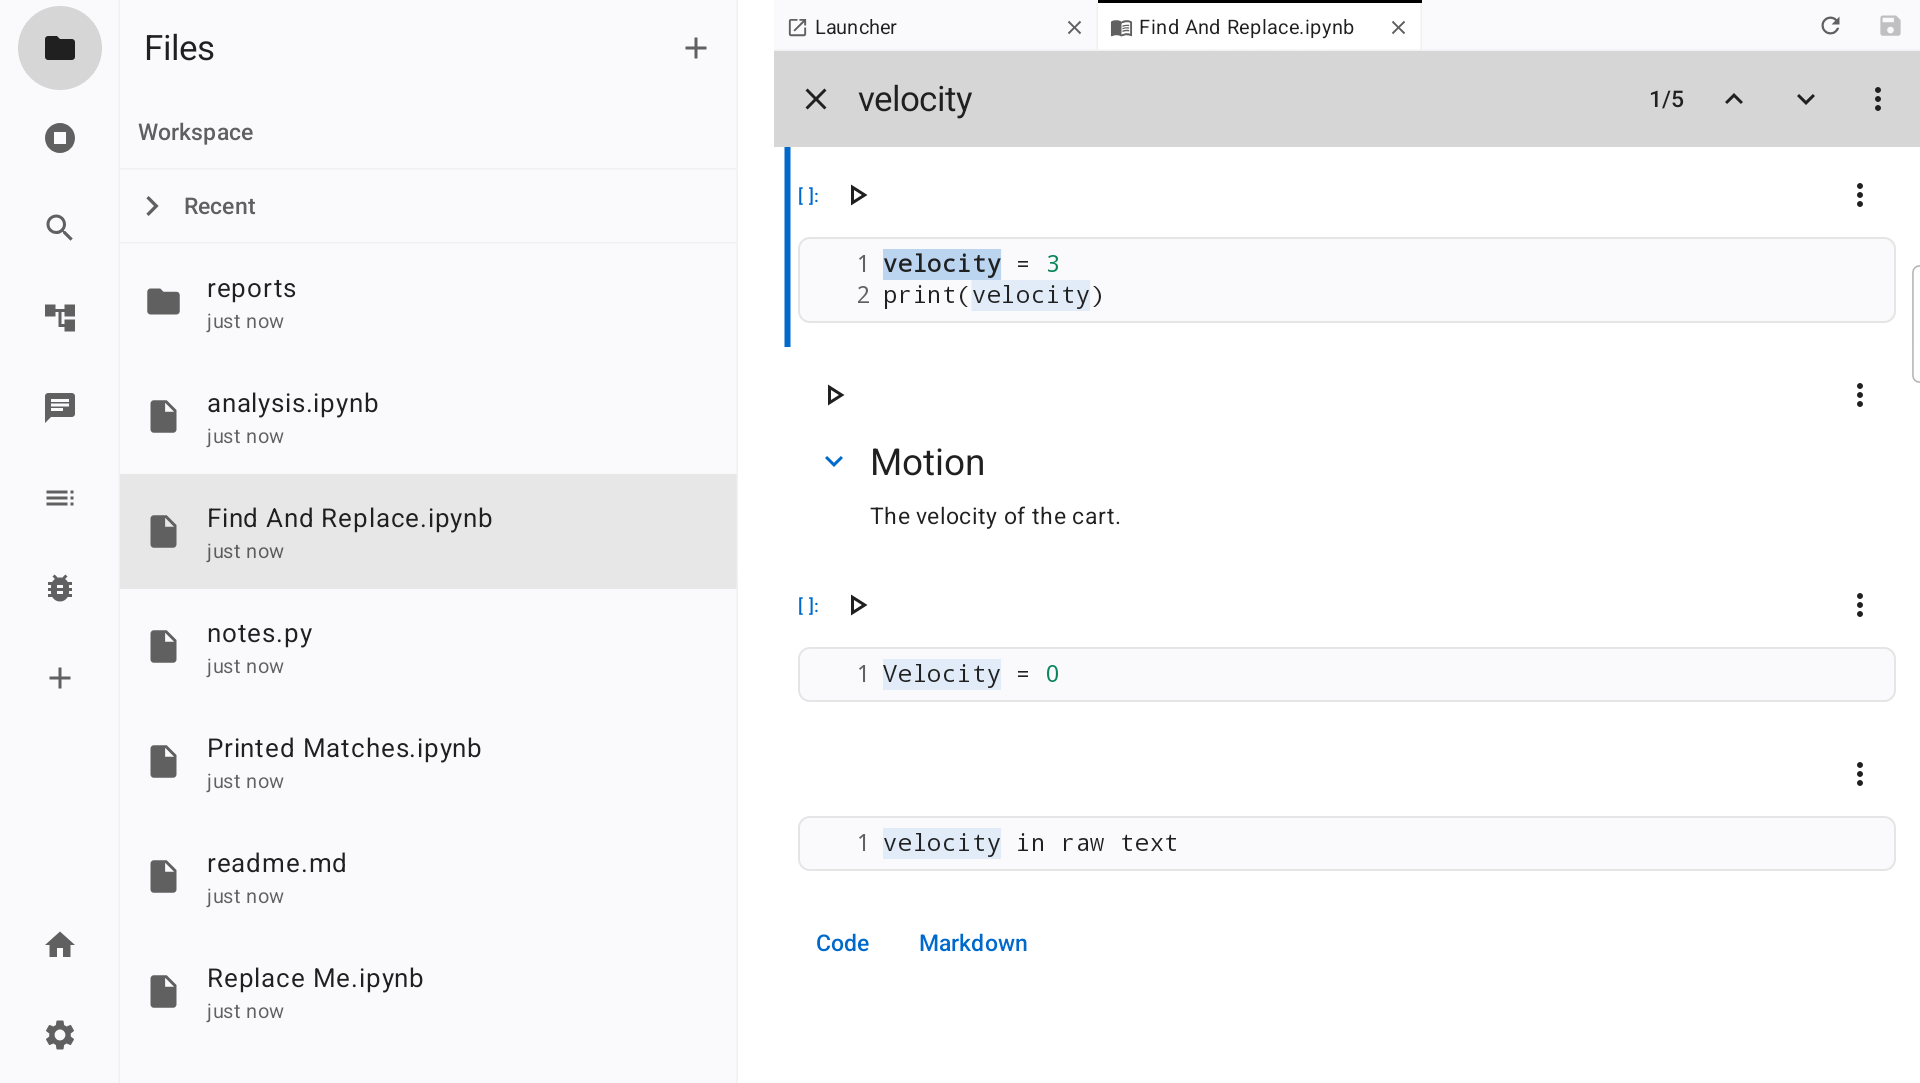 Files
Workspace
Recent
reports
just now
analysis.ipynb
just now
Find And Replace.ipynb
just now
notes.py
just now
Printed Matches.ipynb
just now
readme.md
just now
Replace Me.ipynb
just now
Launcher
Find And Replace.ipynb
velocity
1/5
[ ]:
1 velocity = 3
2 print(velocity)
Motion
The velocity of the cart.
[ ]:
1 Velocity = 0
1 velocity in raw text
Code Markdown